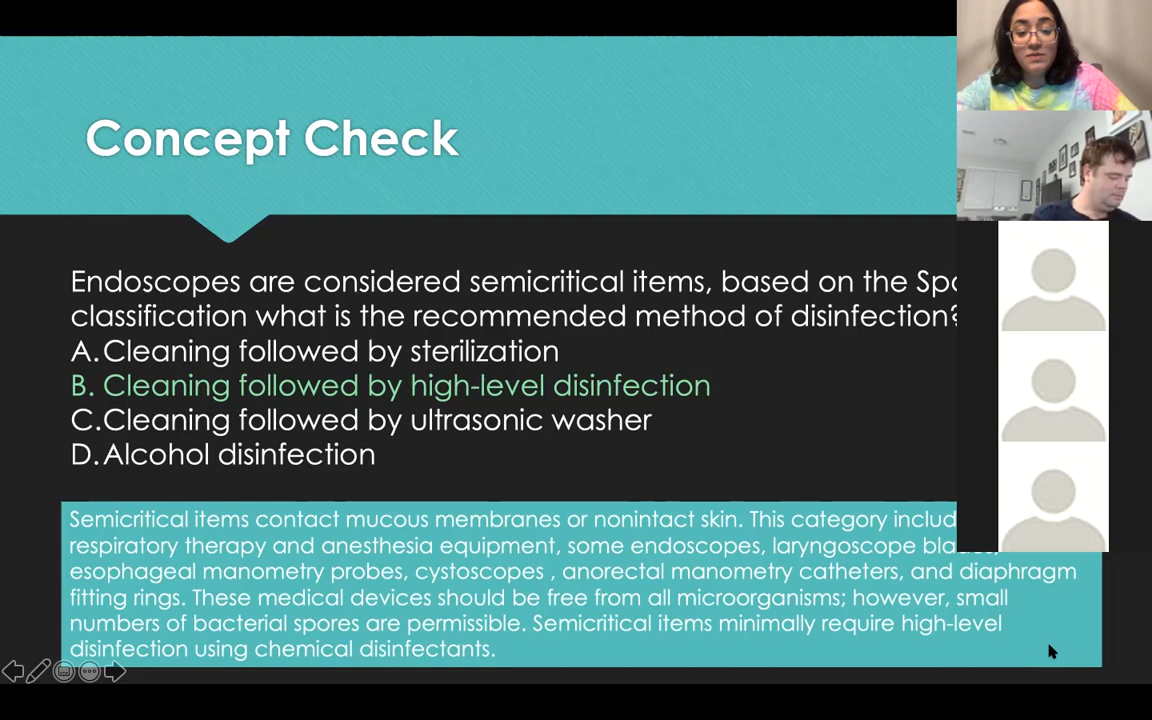 Concept Check
Endoscopes are considered semicritical items, based on the
classification what is the recommended method of disinfection?
A. Cleaning followed by sterilization
B. Cleaning followed by high-level disinfection
C. Cleaning followed by ultrasonic washer
D. Alcohol disinfection
Semicritical items contact mucous membranes or nonintact skin. This category
respiratory therapy and anesthesia equipment, some endoscopes, laryngoscope
esophageal manometry probes, cystoscopes , anorectal manometry catheters, and diaphragm
fitting rings. These medical devices should be free from all microorganisms; however, small
numbers of bacterial spores are permissible. Semicritical items minimally require high-level
disinfection using chemical disinfectants.